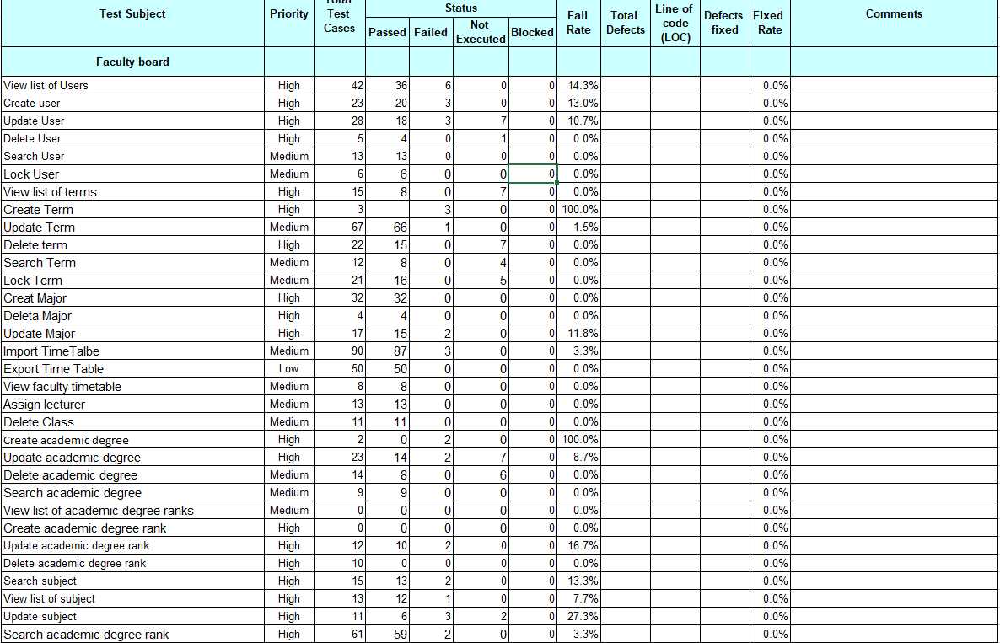 Total
Test Subject Priority Test Cases Status Fail Rate Total Defects Line of code (LOC) Defects fixed Fixed Rate Comments
Passed Failed Not Executed Blocked
Faculty board
View list of Users High 42 36 6 0 0 14.3% 0.0%
Create user High 23 20 3 0 0 13.0% 0.0%
Update User High 28 18 3 7 0 10.7% 0.0%
Delete User High 5 4 0 1 0 0.0% 0.0%
Search User Medium 13 13 0 0 0 0.0% 0.0%
Lock User Medium 6 6 0 0 0 0.0% 0.0%
View list of terms High 15 8 0 7 0 0.0% 0.0%
Create Term High 3 3 0 0 100.0% 0.0%
Update Term Medium 67 66 1 0 0 1.5% 0.0%
Delete term High 22 15 0 7 0 0.0% 0.0%
Search Term Medium 12 8 0 4 0 0.0% 0.0%
Lock Term Medium 21 16 0 5 0 0.0% 0.0%
Creat Major High 32 32 0 0 0 0.0% 0.0%
Deleta Major High 4 4 0 0 0 0.0% 0.0%
Update Major High 17 15 2 0 0 11.8% 0.0%
Import TimeTalbe Medium 90 87 3 0 0 3.3% 0.0%
Export Time Table Low 50 50 0 0 0 0.0% 0.0%
View faculty timetable Medium 8 8 0 0 0 0.0% 0.0%
Assign lecturer Medium 13 13 0 0 0 0.0% 0.0%
Delete Class Medium 11 11 0 0 0 0.0% 0.0%
Create academic degree High 2 0 2 0 0 100.0% 0.0%
Update academic degree High 23 14 2 7 0 8.7% 0.0%
Delete academic degree Medium 14 8 0 6 0 0.0% 0.0%
Search academic degree Medium 9 9 0 0 0 0.0% 0.0%
View list of academic degree ranks Medium 0 0 0 0 0 0.0% 0.0%
Create academic degree rank High 0 0 0 0 0 0.0% 0.0%
Update academic degree rank High 12 10 2 0 0 16.7% 0.0%
Delete academic degree rank High 10 0 0 0 0 0.0% 0.0%
Search subject High 15 13 2 0 0 13.3% 0.0%
View list of subject High 13 12 1 0 0 7.7% 0.0%
Update subject High 11 6 3 2 0 27.3% 0.0%
Search academic degree rank High 61 59 2 0 0 3.3% 0.0%